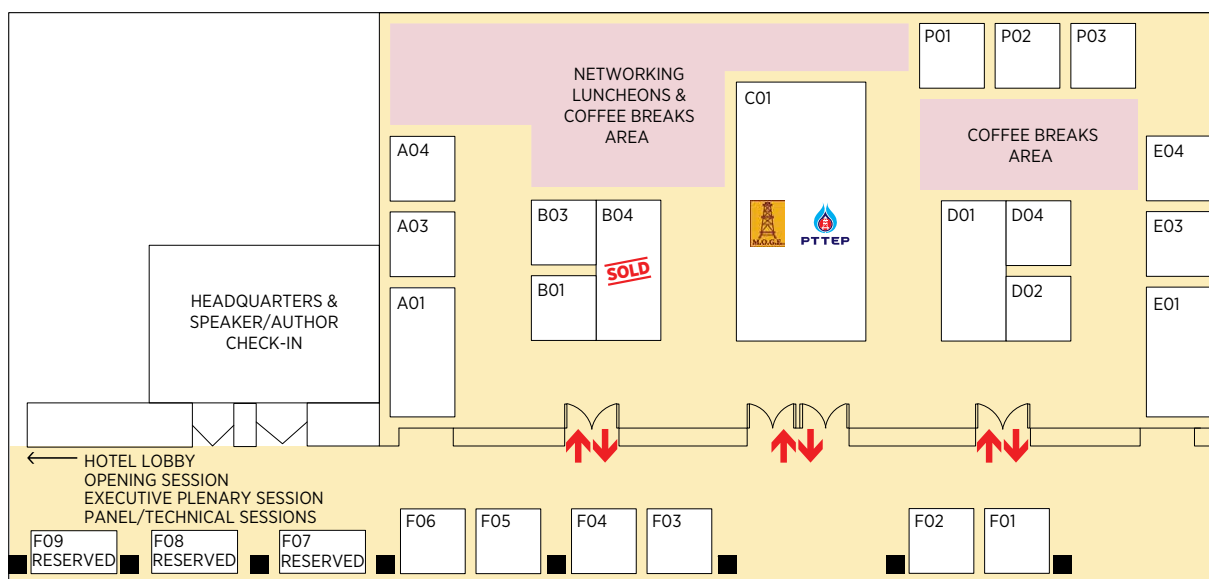 P01
P02
P03
NETWORKING
LUNCHEONS &
COFFEE BREAKS
AREA
C01
COFFEE BREAKS
AREA
A04
E04
B03
B04
D01
D04
A03
E03
M.O.G.E.
PTTEP
SOLD
B01
D02
A01
E01
HEADQUARTERS &
SPEAKER/AUTHOR
CHECK-IN
HOTEL LOBBY
OPENING SESSION
EXECUTIVE PLENARY SESSION
PANEL/TECHNICAL SESSIONS
F09
RESERVED
F08
RESERVED
F07
RESERVED
F06
F05
F04
F03
F02
F01